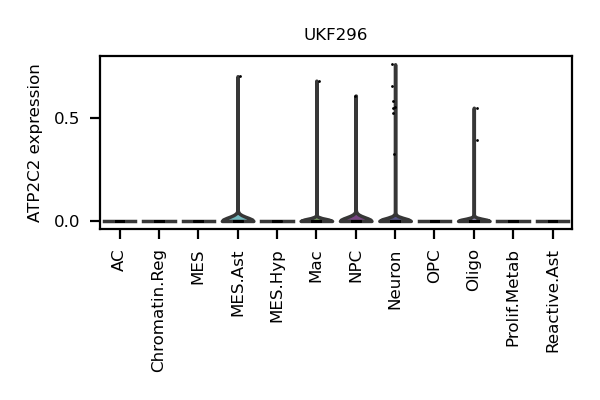 UKF296
ATP2C2 expression
0.5
0.0
AC
Chromatin.Reg
MES
MES.Ast
MES.Hyp
Mac
NPC
Neuron
OPC
Oligo
Prolif.Metab
Reactive.Ast